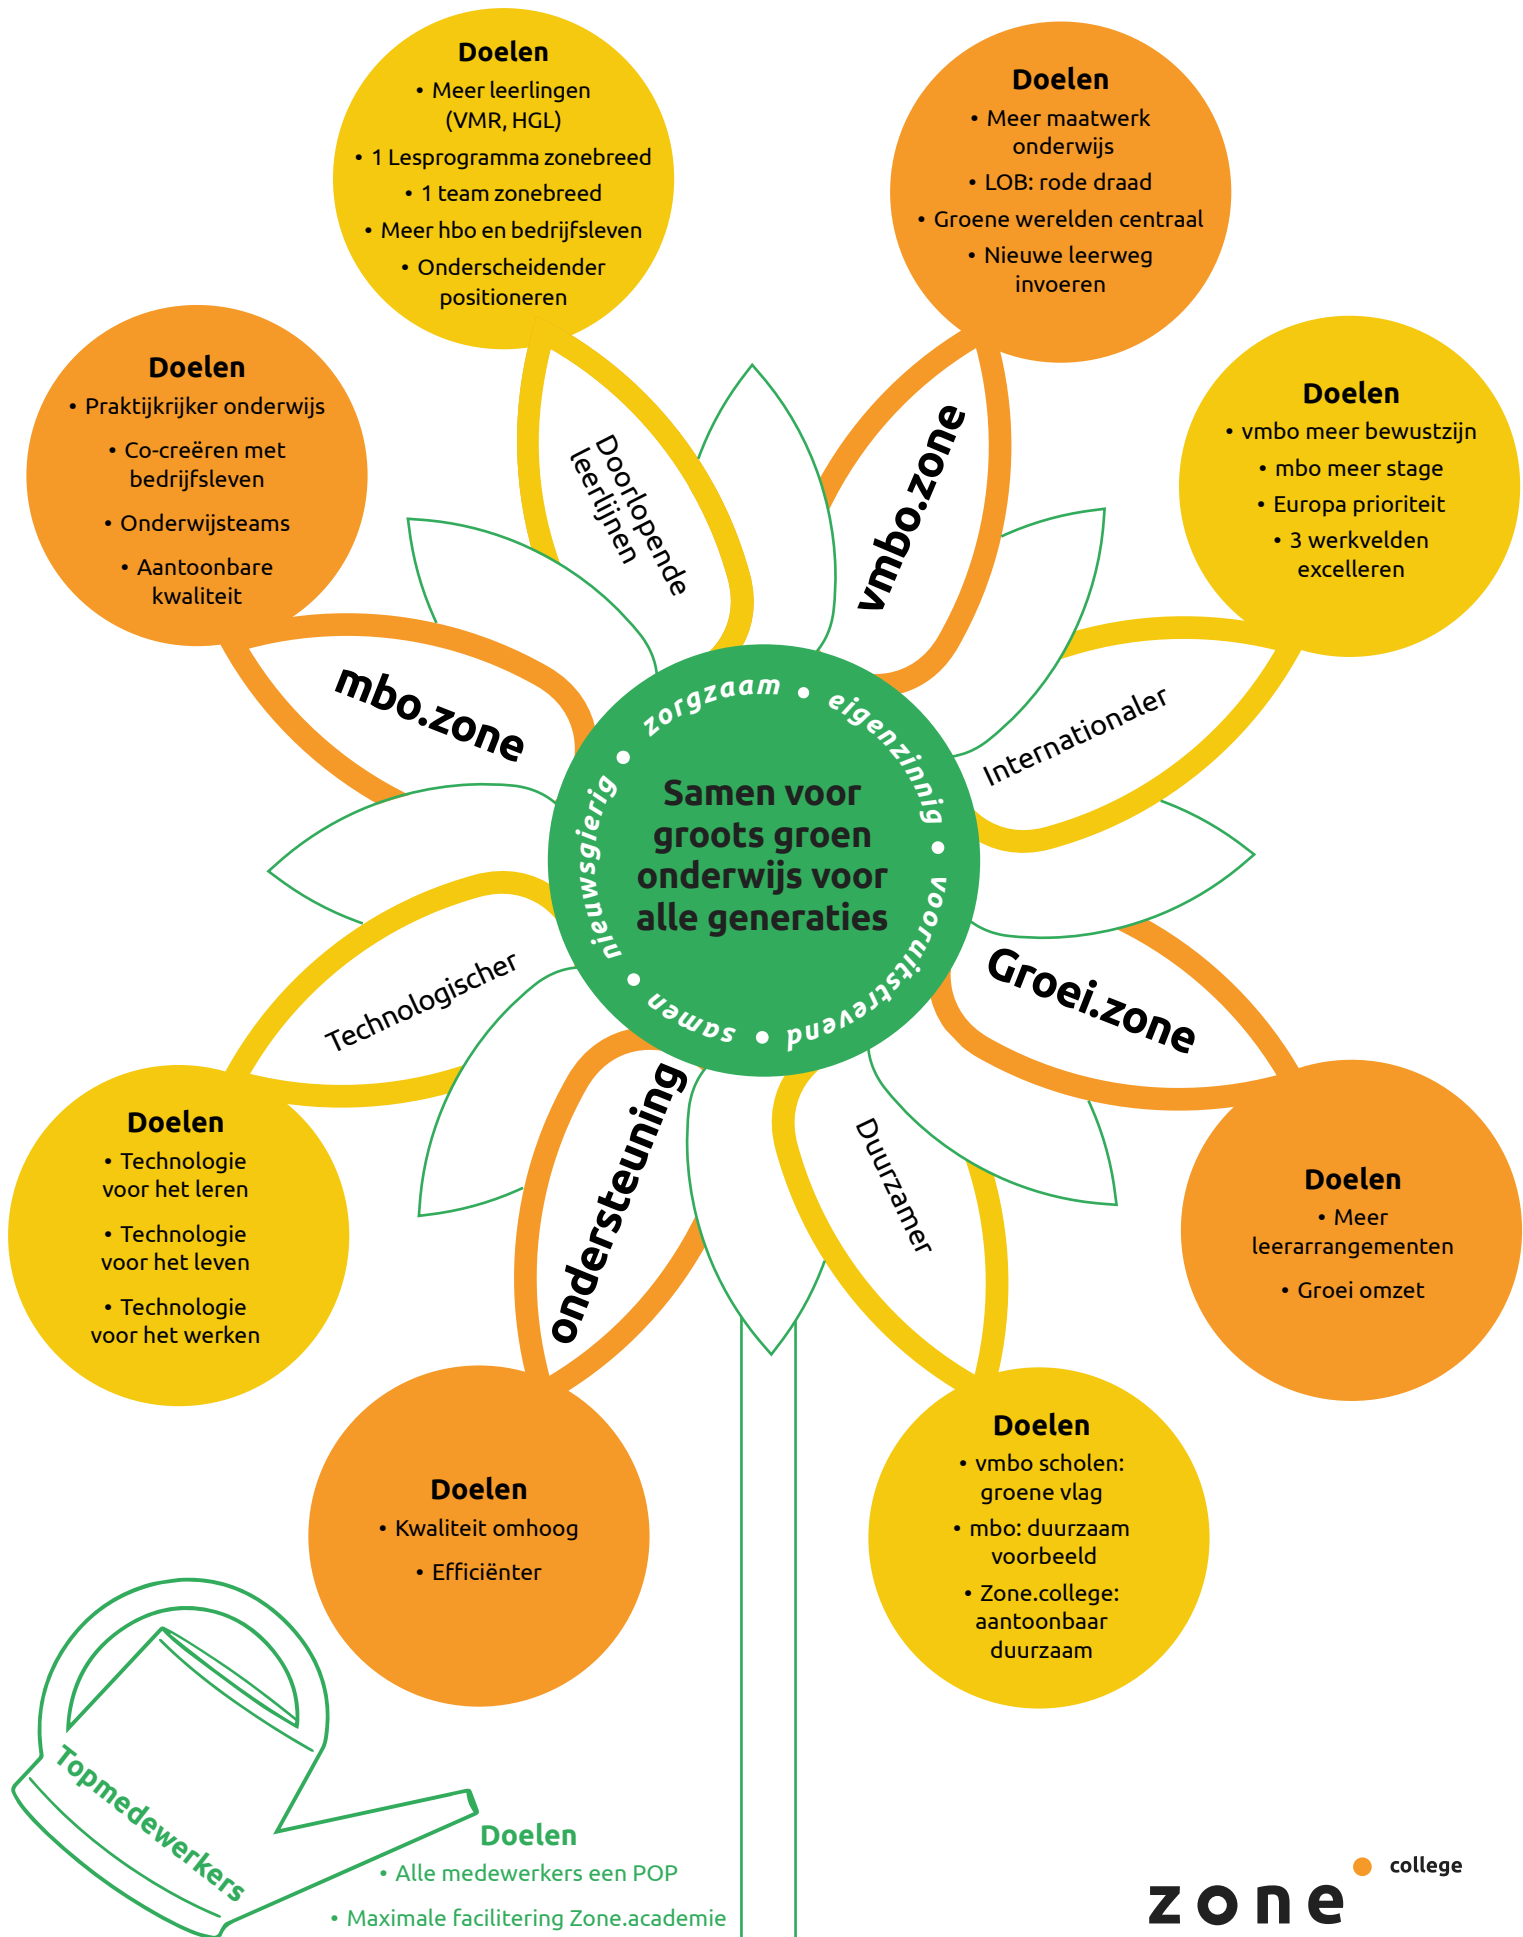 Doelen
• Meer leerlingen
(VMR, HGL)
• 1 Lesprogramma zonebreed
• 1 team zonebreed
• Meer hbo en bedrijfsleven
• Onderscheidender
positioneren
Doelen
• Meer maatwerk
onderwijs
• LOB: rode draad
• Groene werelden centraal
• Nieuwe leerweg
invoeren
Doelen
• Praktijkrijker onderwijs
• Co-creëren met
bedrijfsleven
• Onderwijsteams
• Aantoonbare
kwaliteit
Doelen
• vmbo meer bewustzijn
• mbo meer stage
• Europa prioriteit
• 3 werkvelden
excelleren
Doorlopende
leerlijnen
vmbo.zone
mbo.zone
Internationaler
zorgzaam • eigenzinnig • vooruitstrevend • samen • nieuwsgierig •
Samen voor
groots groen
onderwijs voor
alle generaties
Technologischer
Groei.zone
ondersteuning
Duurzamer
Doelen
• Technologie
voor het leren
• Technologie
voor het leven
• Technologie
voor het werken
Doelen
• Meer
leerarrangementen
• Groei omzet
Doelen
• Kwaliteit omhoog
• Efficiënter
Doelen
• vmbo scholen:
groene vlag
• mbo: duurzaam
voorbeeld
• Zone.college:
aantoonbaar
duurzaam
Topmedewerkers
Doelen
• Alle medewerkers een POP
• Maximale facilitering Zone.academie
zone college